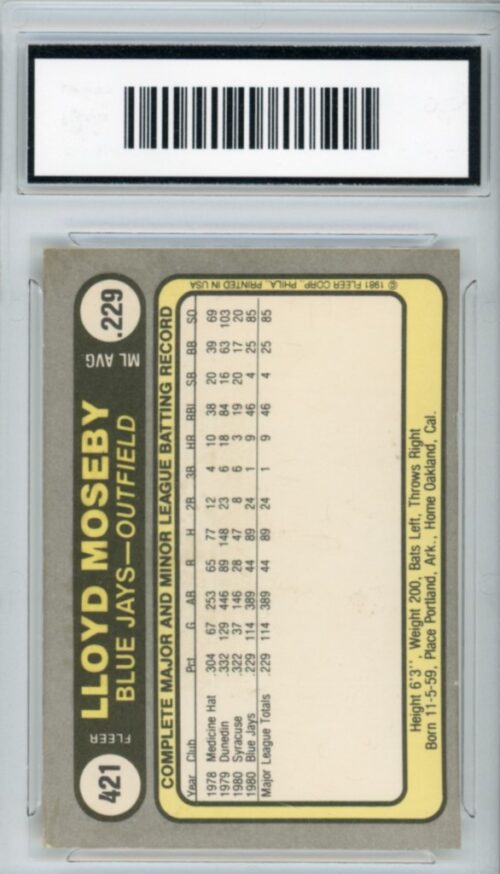 421 FLEER LLOYD MOSEBY ML AVG .229
BLUE JAYS—OUTFIELD
COMPLETE MAJOR AND MINOR LEAGUE BATTING RECORD
Year Club Pct G AB R H 2B 3B HR RBI SB BB SO
1978 Medicine Hat .304 67 253 65 77 12 4 10 38 20 39 69
1979 Dunedin .332 129 446 89 148 23 6 18 84 16 63 103
1980 Syracuse .322 37 146 28 47 8 6 3 19 20 17 20
1980 Blue Jays .229 114 389 44 89 24 1 9 46 4 25 85
Major League Totals .229 114 389 44 89 24 1 9 46 4 25 85
Height 6'3". Weight 200, Bats Left, Throws Right
Born 11-5-59, Place Portland, Ark., Home Oakland, Cal.
© 1981 FLEER CORP., PHILA., PRINTED IN USA